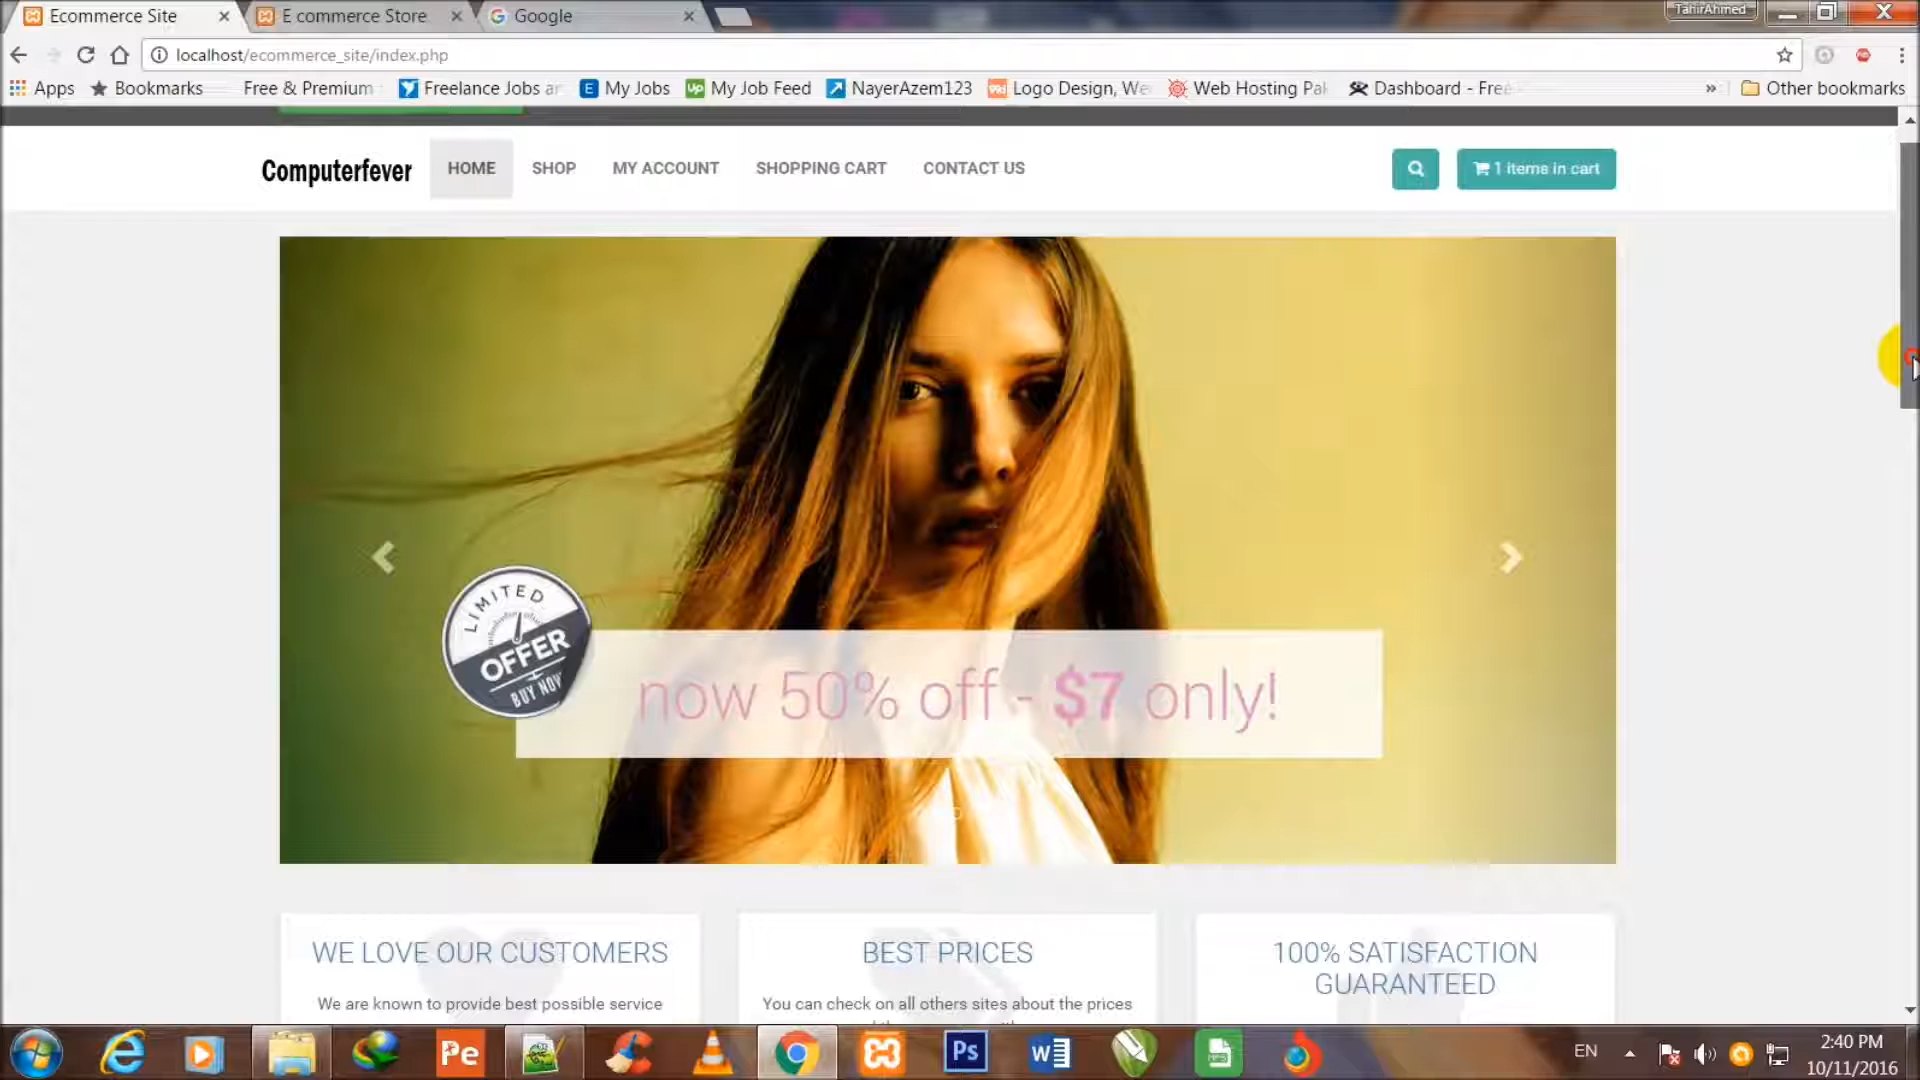 Ecommerce Site
E commerce Store
Google
TahirAhmed
localhost/ecommerce_site/index.php
Apps
Bookmarks
Free & Premium
Freelance Jobs ar
My Jobs
My Job Feed
NayerAzem123
Logo Design, We
Web Hosting Pak
Dashboard - Free
»
Other bookmarks
Computerfever
HOME
SHOP
MY ACCOUNT
SHOPPING CART
CONTACT US
1 items in cart
LIMITED
OFFER
BUY NOW
now 50% off - $7 only!
WE LOVE OUR CUSTOMERS
We are known to provide best possible service
BEST PRICES
You can check on all others sites about the prices
100% SATISFACTION
GUARANTEED
Pe
Ps
EN
2:40 PM
10/11/2016